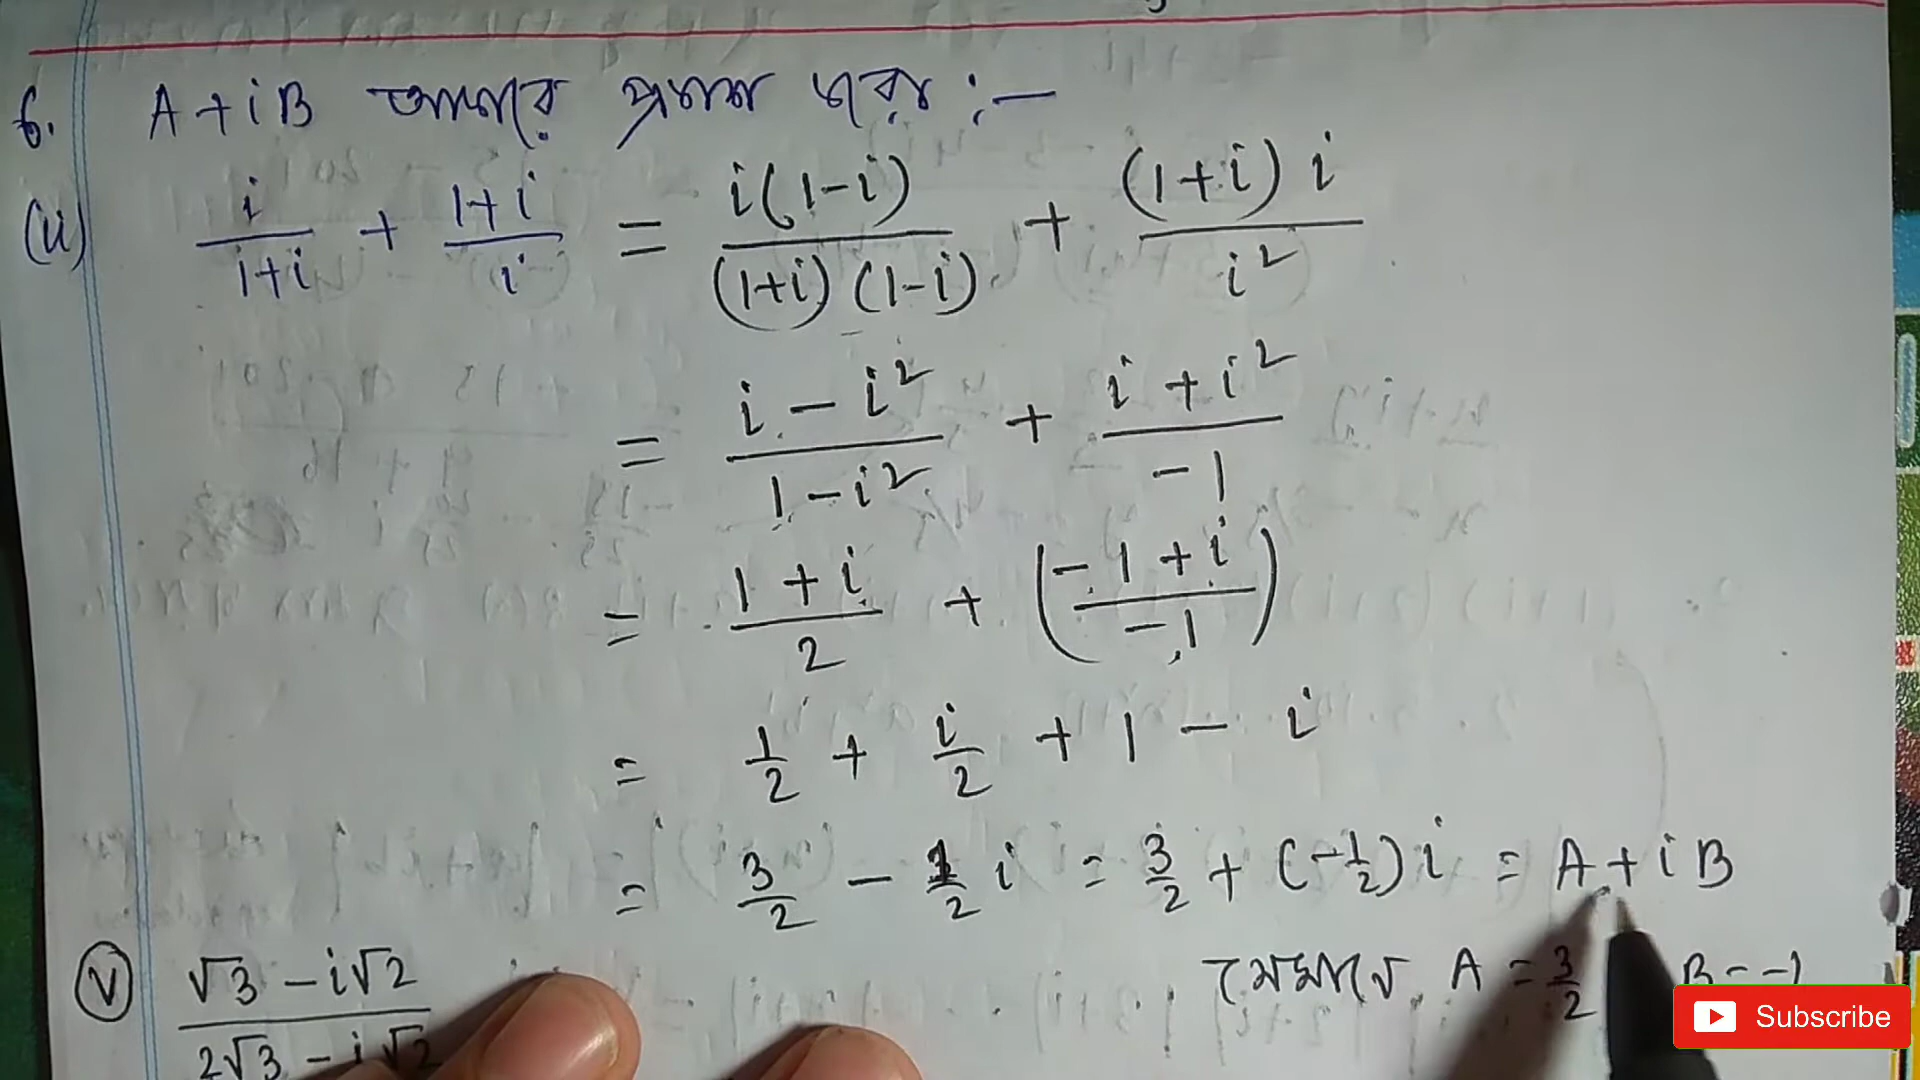 6. A + iB আকারে প্রকাশ করো :—
(ii) i/(1+i) + (1+i)/i = i(1-i)/((1+i)(1-i)) + (1+i)i/i²
= (i - i²)/(1 - i²) + (i + i²)/(-1)
= (1 + i)/2 + ((-1 + i)/(-1))
= 1/2 + i/2 + 1 - i
= 3/2 - 1/2 i = 3/2 + (-1/2)i = A + iB
A = 3/2 B = -1
(v) (√3 - i√2)/(2√3 - i√2)
Subscribe